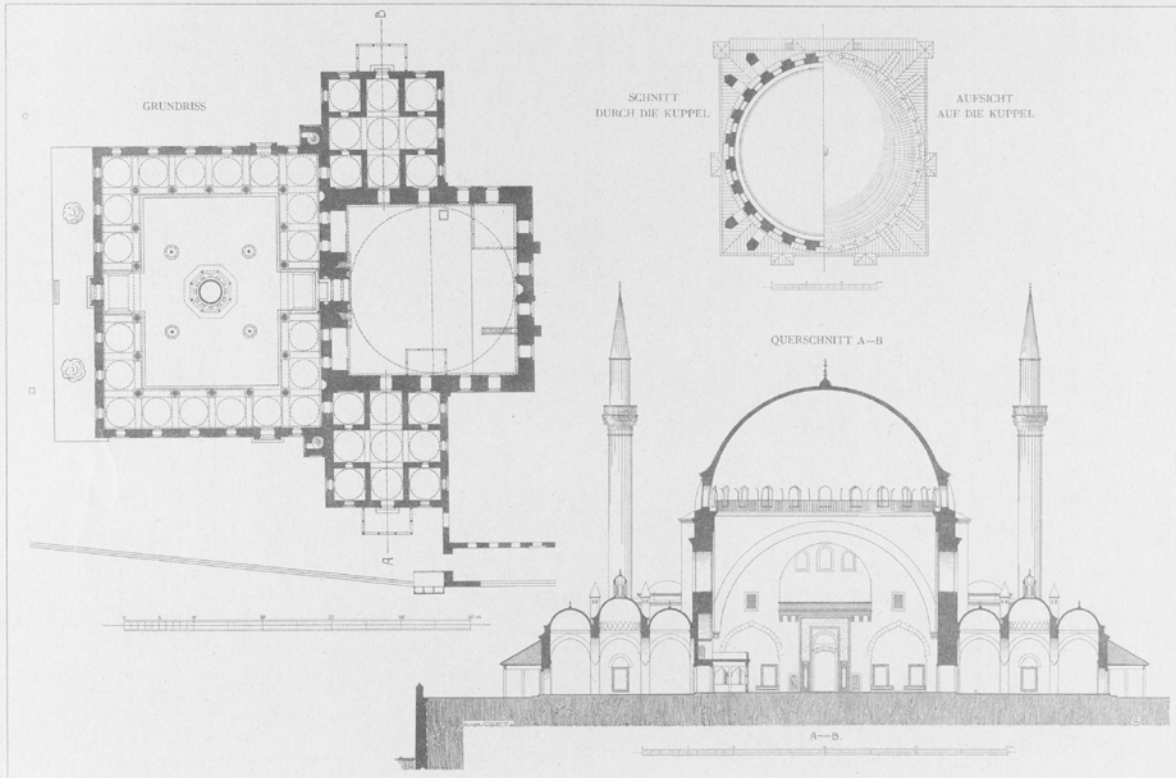 GRUNDRISS
B
A
SCHNITT
DURCH DIE KUPPEL
AUFSICHT
AUF DIE KUPPEL
QUERSCHNITT A—B
A—B.